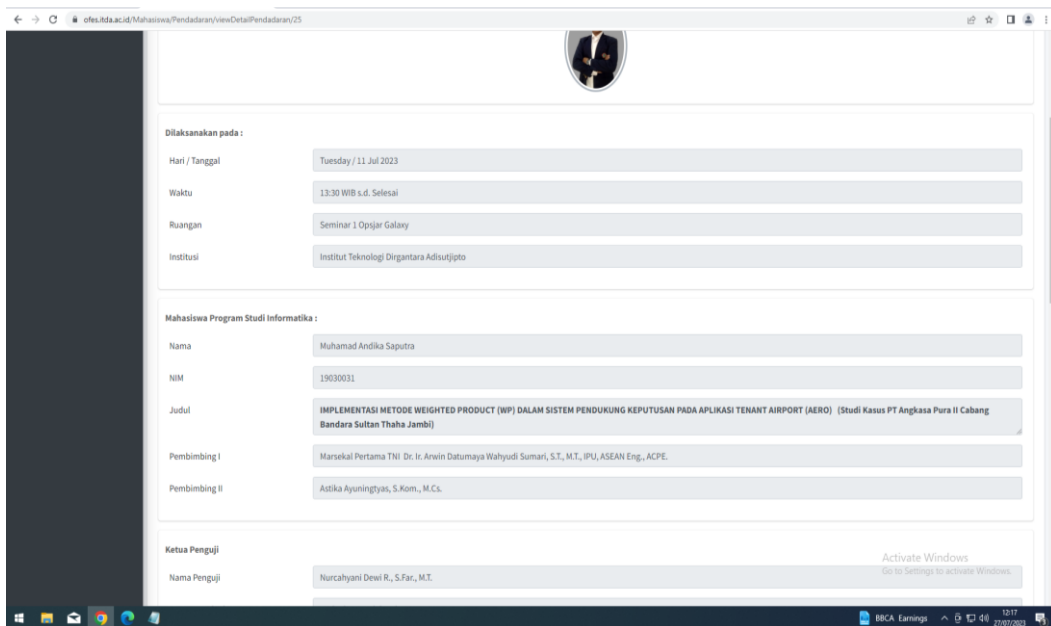 ofes.itda.ac.id/Mahasiswa/Pendadaran/viewDetailPendadaran/25
Dilaksanakan pada :
Hari / Tanggal
Tuesday / 11 Jul 2023
Waktu
13:30 WIB s.d. Selesai
Ruangan
Seminar 1 Opsjar Galaxy
Institusi
Institut Teknologi Dirgantara Adisutjipto
Mahasiswa Program Studi Informatika :
Nama
Muhamad Andika Saputra
NIM
19030031
Judul
IMPLEMENTASI METODE WEIGHTED PRODUCT (WP) DALAM SISTEM PENDUKUNG KEPUTUSAN PADA APLIKASI TENANT AIRPORT (AERO) (Studi Kasus PT Angkasa Pura II Cabang
Bandara Sultan Thaha Jambi)
Pembimbing I
Marsekal Pertama TNI Dr. Ir. Arwin Datumaya Wahyudi Sumari, S.T., M.T., IPU, ASEAN Eng., ACPE.
Pembimbing II
Astika Ayuningtyas, S.Kom., M.Cs.
Ketua Penguji
Nama Penguji
Nurcahyani Dewi R., S.Far., M.T.
Activate Windows
Go to Settings to activate Windows.
BBCA Earnings
12:17
27/07/2023